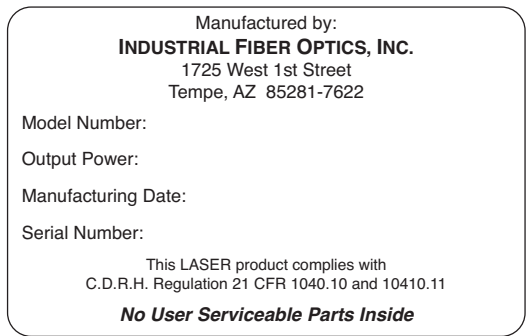 Manufactured by:
INDUSTRIAL FIBER OPTICS, INC.
1725 West 1st Street
Tempe, AZ 85281-7622
Model Number:
Output Power:
Manufacturing Date:
Serial Number:
This LASER product complies with
C.D.R.H. Regulation 21 CFR 1040.10 and 10410.11
No User Serviceable Parts Inside